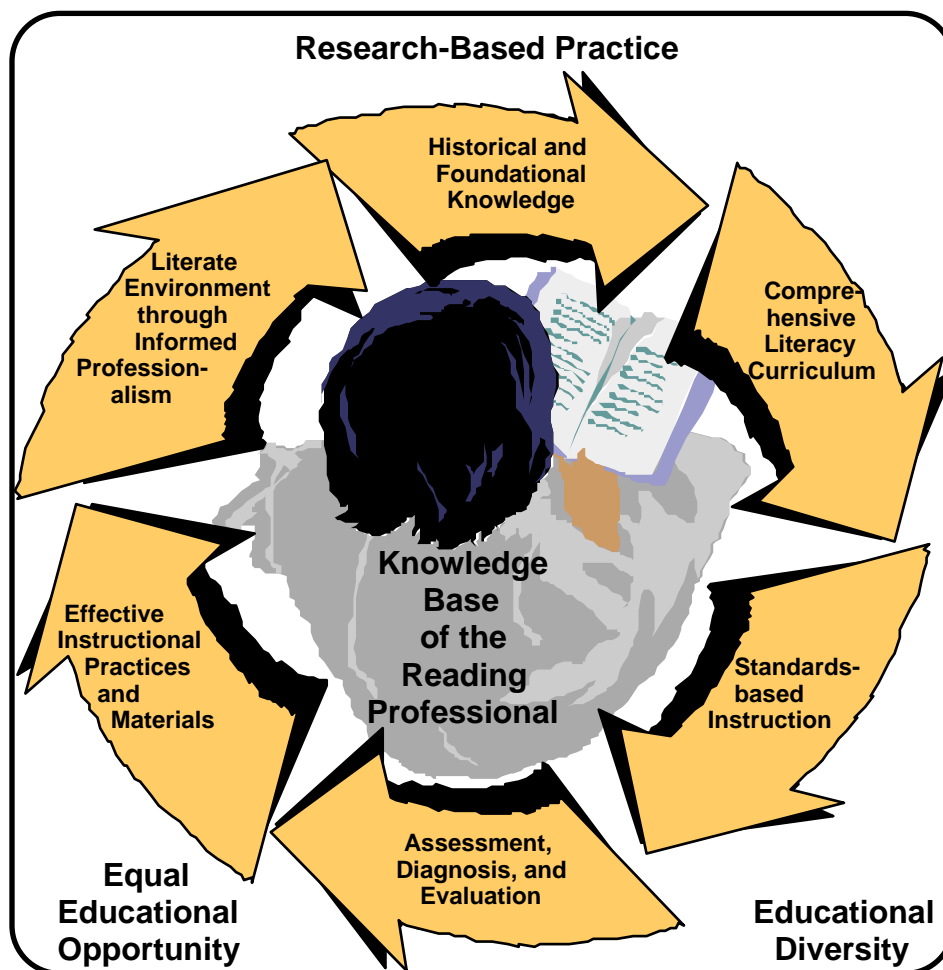 Research-Based Practice
Historical and
Foundational
Knowledge
Compre-
hensive
Literacy
Curriculum
Standards-
based
Instruction
Assessment,
Diagnosis, and
Evaluation
Effective
Instructional
Practices
and
Materials
Literate
Environment
through
Informed
Profession-
alism
Knowledge
Base
of the
Reading
Professional
Equal
Educational
Opportunity
Educational
Diversity